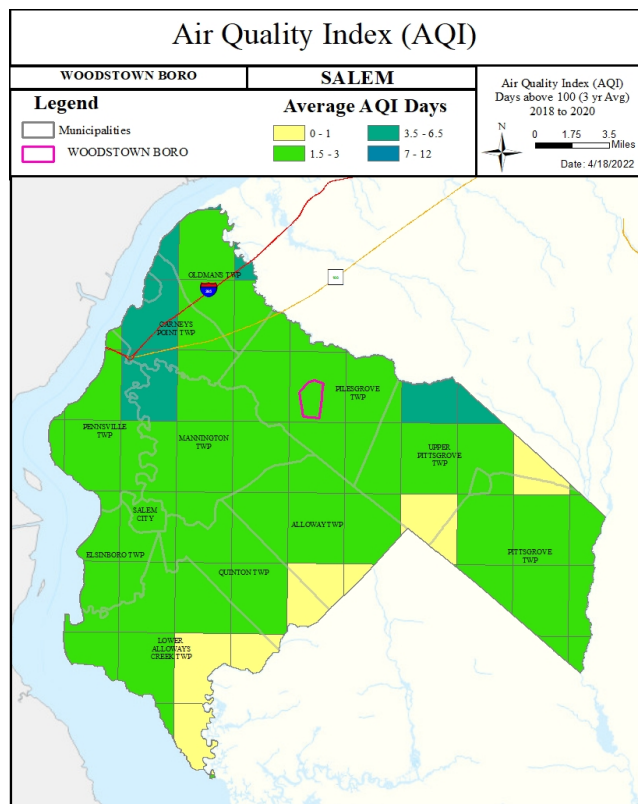 Air Quality Index (AQI)
WOODSTOWN BORO
SALEM
Legend
Municipalities
WOODSTOWN BORO
Average AQI Days
0 - 1
1.5 - 3
3.5 - 6.5
7 - 12
Air Quality Index (AQI)
Days above 100 (3 yr Avg)
2018 to 2020
N
0 1.75 3.5
Miles
Date: 4/18/2022
OLDMANS TWP
CARNEYS
POINT TWP
PILESGROVE
TWP
PENNSVILLE
TWP
MANNINGTON
TWP
UPPER
PITTSGROVE
TWP
SALEM
CITY
ALLOWAY TWP
ELSINBORO TWP
PITTSGROVE
TWP
QUINTON TWP
LOWER
ALLOWAYS
CREEK TWP